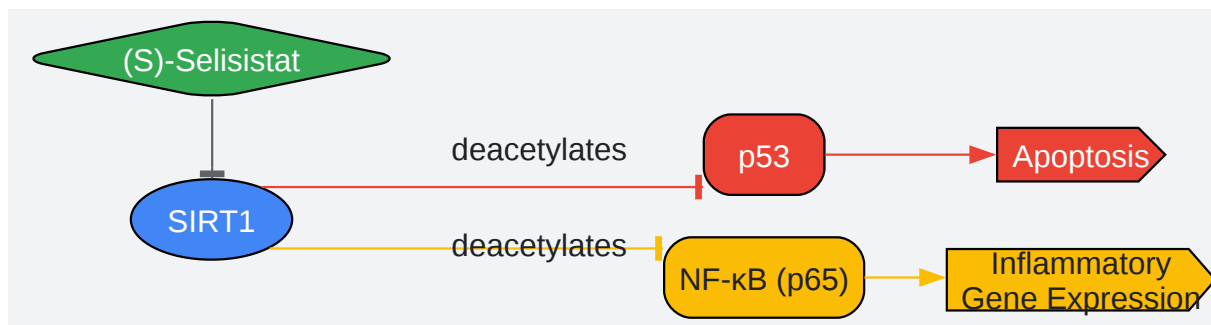 (S)-Selisistat
deacetylates
p53
Apoptosis
SIRT1
deacetylates
NF-κB (p65)
Inflammatory
Gene Expression